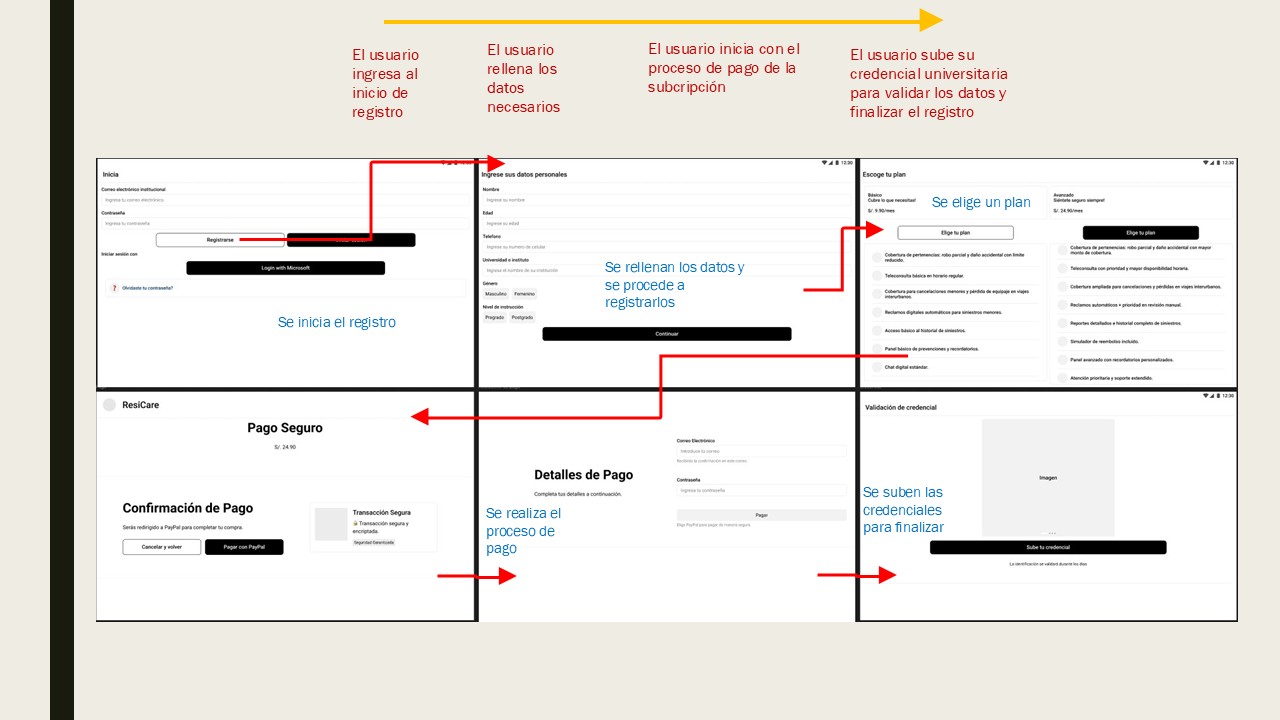 El usuario
ingresa al
inicio de
registro
El usuario
rellena los
datos
necesarios
El usuario inicia con el
proceso de pago de la
subcripción
El usuario sube su
credencial universitaria
para validar los datos y
finalizar el registro
Inicia
Correo electrónico institucional
Ingrese tu correo electrónico
Contraseña
Ingresa tu contraseña
Registrarse
Iniciar sesión con
Login with Microsoft
❓ Olvidaste tu contraseña?
Se inicia el registro
12:30
Ingrese sus datos personales
Nombre
Ingrese su nombre
Edad
Ingrese su edad
Telefono
Ingrese su numero de celular
Universidad e instituto
Ingrese el nombre de su institución
Género
Masculino Femenino
Nivel de instrucción
Pregrado Postgrado
Continuar
Se rellenan los datos y
se procede a
registrarlos
12:30
Escoge tu plan
Básico
Cubre lo que necesitas!
S/. 9.90/mes
Elige tu plan
Cobertura de pertenencias: robo parcial y daño accidental con límite
reducido.
Teleconsulta básica en horario regular.
Cobertura para cancelaciones menores y pérdida de equipaje en viajes
interurbanos.
Reclamos digitales automáticos para siniestros menores.
Acceso básico al historial de siniestros.
Panel básico de prevenciones y recordatorios.
Chat digital estándar.
Se elige un plan
Avanzado
Siéntete seguro siempre!
S/. 24.90/mes
Elige tu plan
Cobertura de pertenencias: robo parcial y daño accidental con mayor
monto de cobertura.
Teleconsulta con prioridad y mayor disponibilidad horaria.
Cobertura ampliada para cancelaciones y pérdidas en viajes interurbanos.
Reclamos automáticos + prioridad en revisión manual.
Reportes detallados e historial completo de siniestros.
Simulador de reembolso incluido.
Panel avanzado con recordatorios personalizados.
Atención prioritaria y soporte extendido.
ResiCare
Pago Seguro
S/. 24.90
Confirmación de Pago
Serás redirigido a PayPal para completar tu compra.
Cancelar y volver
Pagar con PayPal
Transacción Segura
🔒 Transacción segura y
encriptada.
Seguridad Garantizada
Detalles de Pago
Completa tus detalles a continuación.
Se realiza el
proceso de
pago
Correo Electrónico
Introduce tu correo
Recibirás la confirmación en este correo.
Contraseña
Ingresa tu contraseña
Pagar
Elige PayPal para pagar de manera segura
12:30
Validación de credencial
Imagen
Se suben las
credenciales
para finalizar
Sube tu credencial
La identificación se validará durante los días